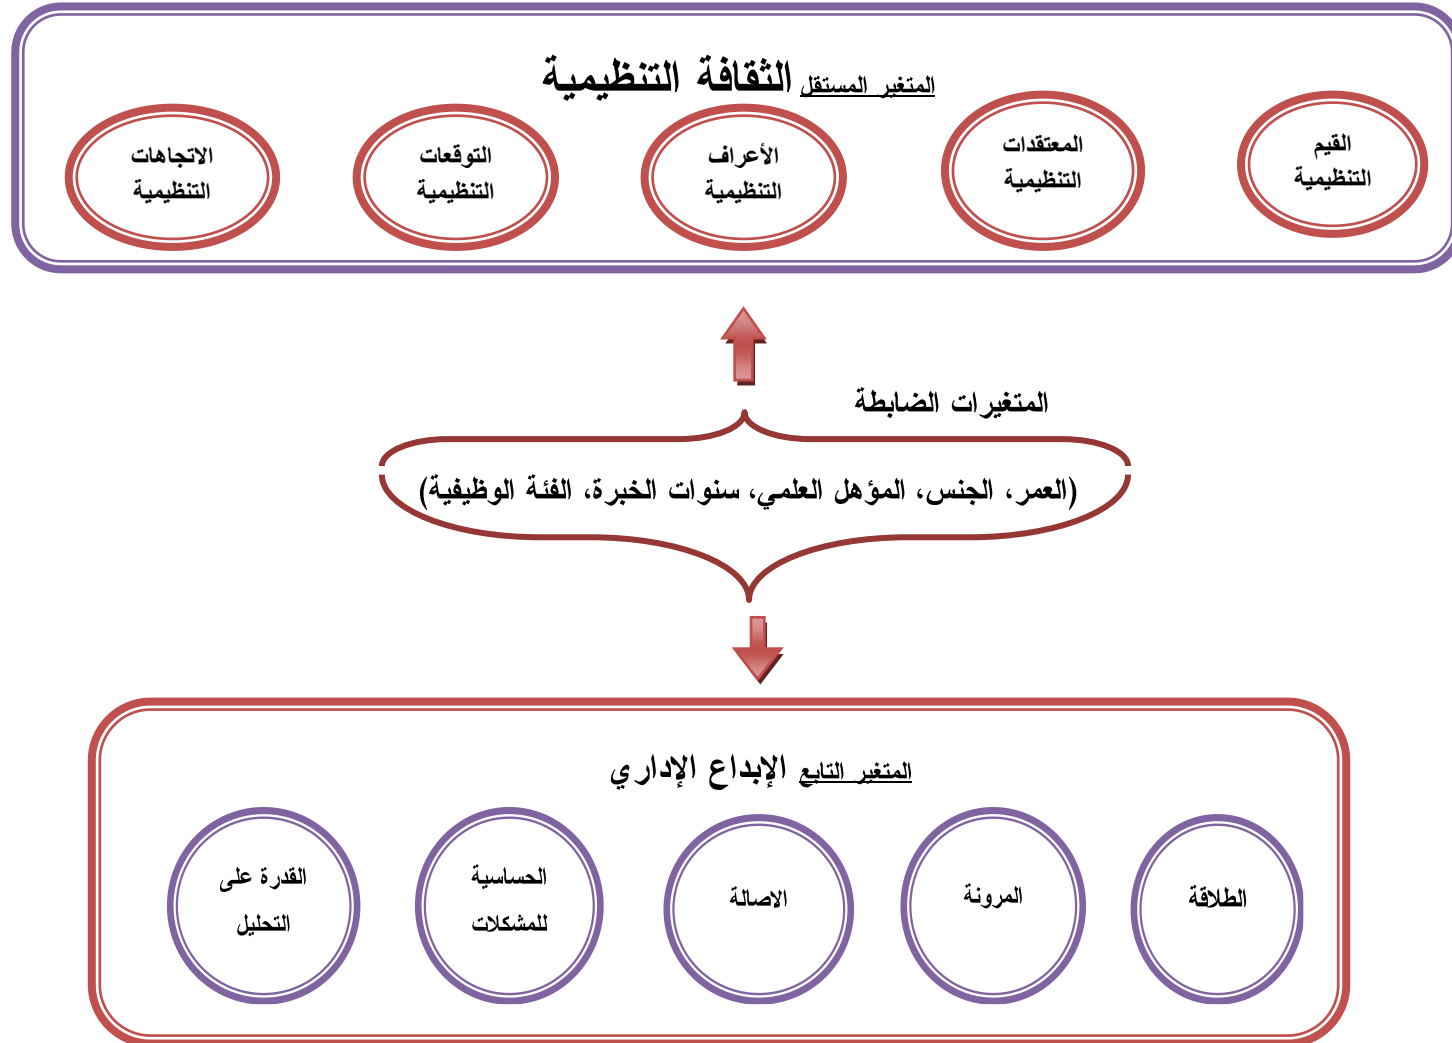 المتغير المستقل الثقافة التنظيمية
القيم
التنظيمية
المعتقدات
التنظيمية
الأعراف
التنظيمية
التوقعات
التنظيمية
الاتجاهات
التنظيمية
المتغيرات الضابطة
(العمر، الجنس، المؤهل العلمي، سنوات الخبرة، الفئة الوظيفية)
المتغير التابع الإبداع الإداري
الطلاقة
المرونة
الاصالة
الحساسية
للمشكلات
القدرة على
التحليل